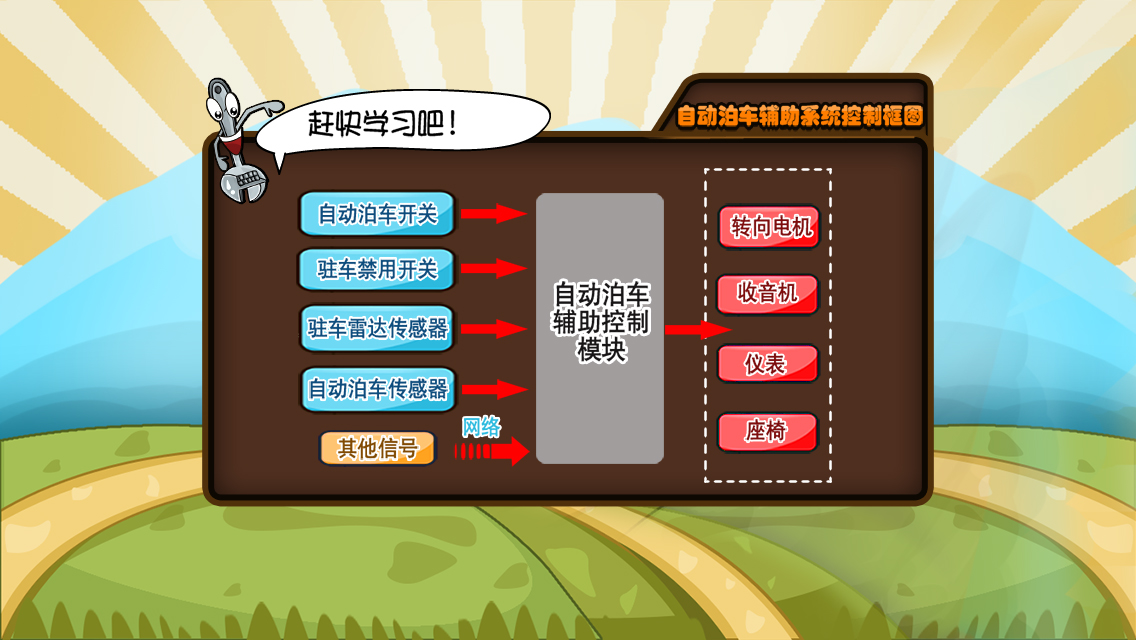 自动泊车辅助系统控制框图
赶快学习吧！
自动泊车开关
驻车禁用开关
驻车雷达传感器
自动泊车传感器
其他信号
网络
自动泊车
辅助控制
模块
转向电机
收音机
仪表
座椅